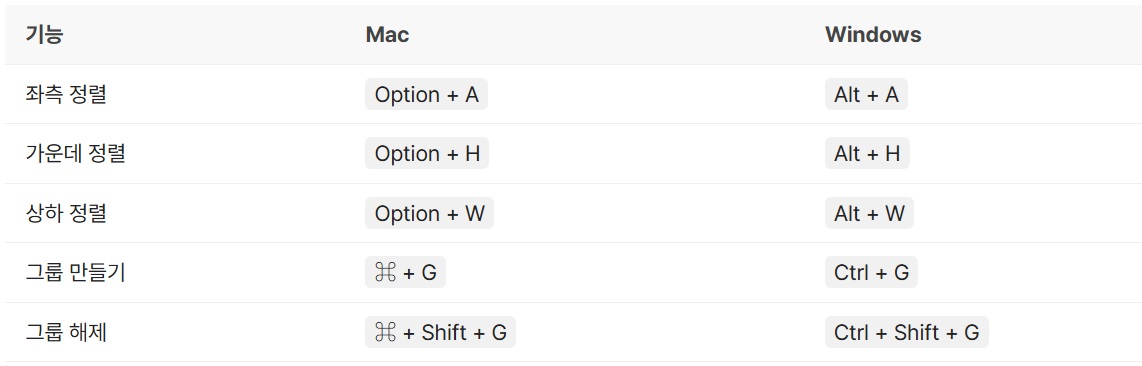 기능 Mac Windows
좌측 정렬 Option + A Alt + A
가운데 정렬 Option + H Alt + H
상하 정렬 Option + W Alt + W
그룹 만들기 ⌘ + G Ctrl + G
그룹 해제 ⌘ + Shift + G Ctrl + Shift + G